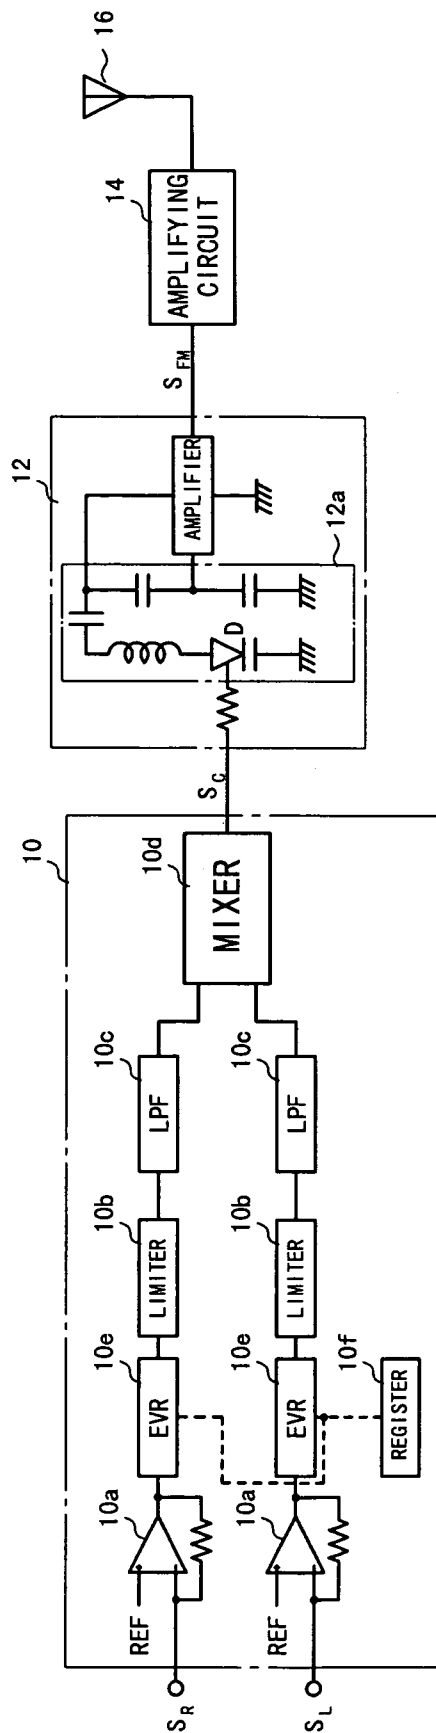 S_R
REF
10a
10e
EVR
10b
LIMITER
10c
LPF
10
S_L
REF
10a
10e
EVR
10b
LIMITER
10c
LPF
10f
REGISTER
10d
MIXER
S_C
12
D
12a
AMPLIFIER
S_FM
14
AMPLIFYING
CIRCUIT
16